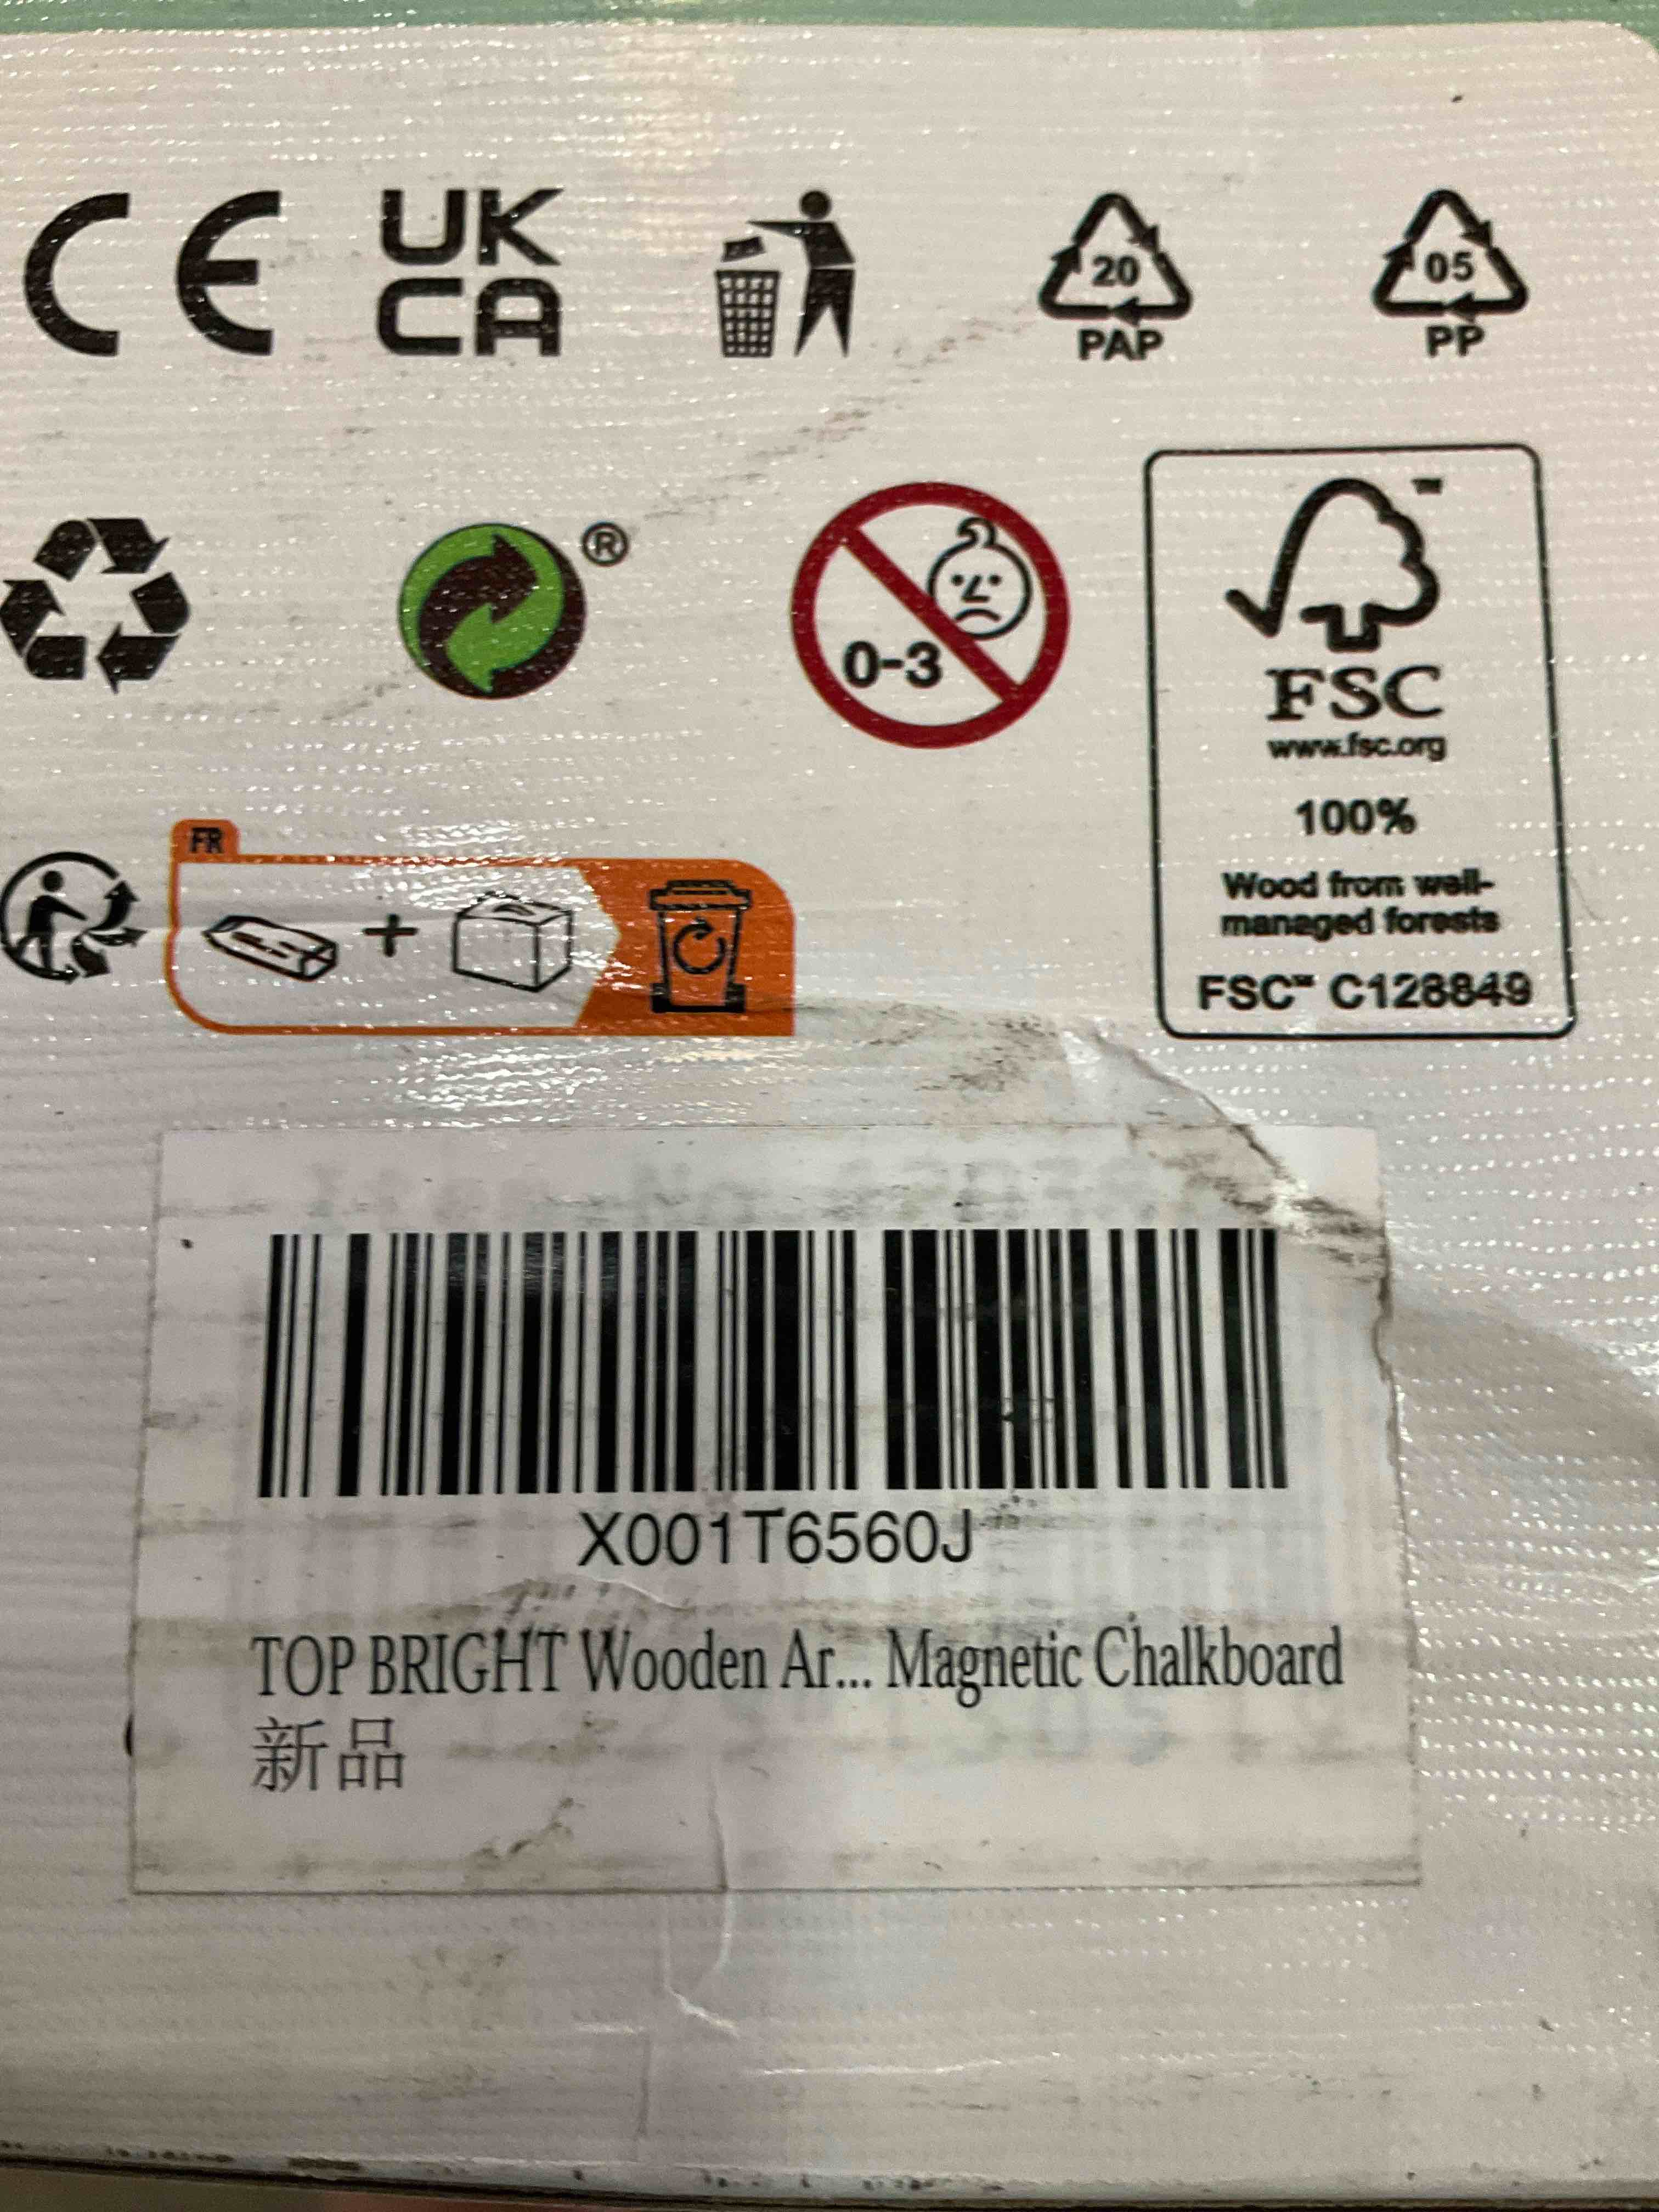 CE UK CA
20 PAP
05 PP
®
0-3
FSC™
www.fsc.org
100%
Wood from well-
managed forests
FSC™ C128849
FR
X001T6560J
TOP BRIGHT Wooden Ar... Magnetic Chalkboard
新品